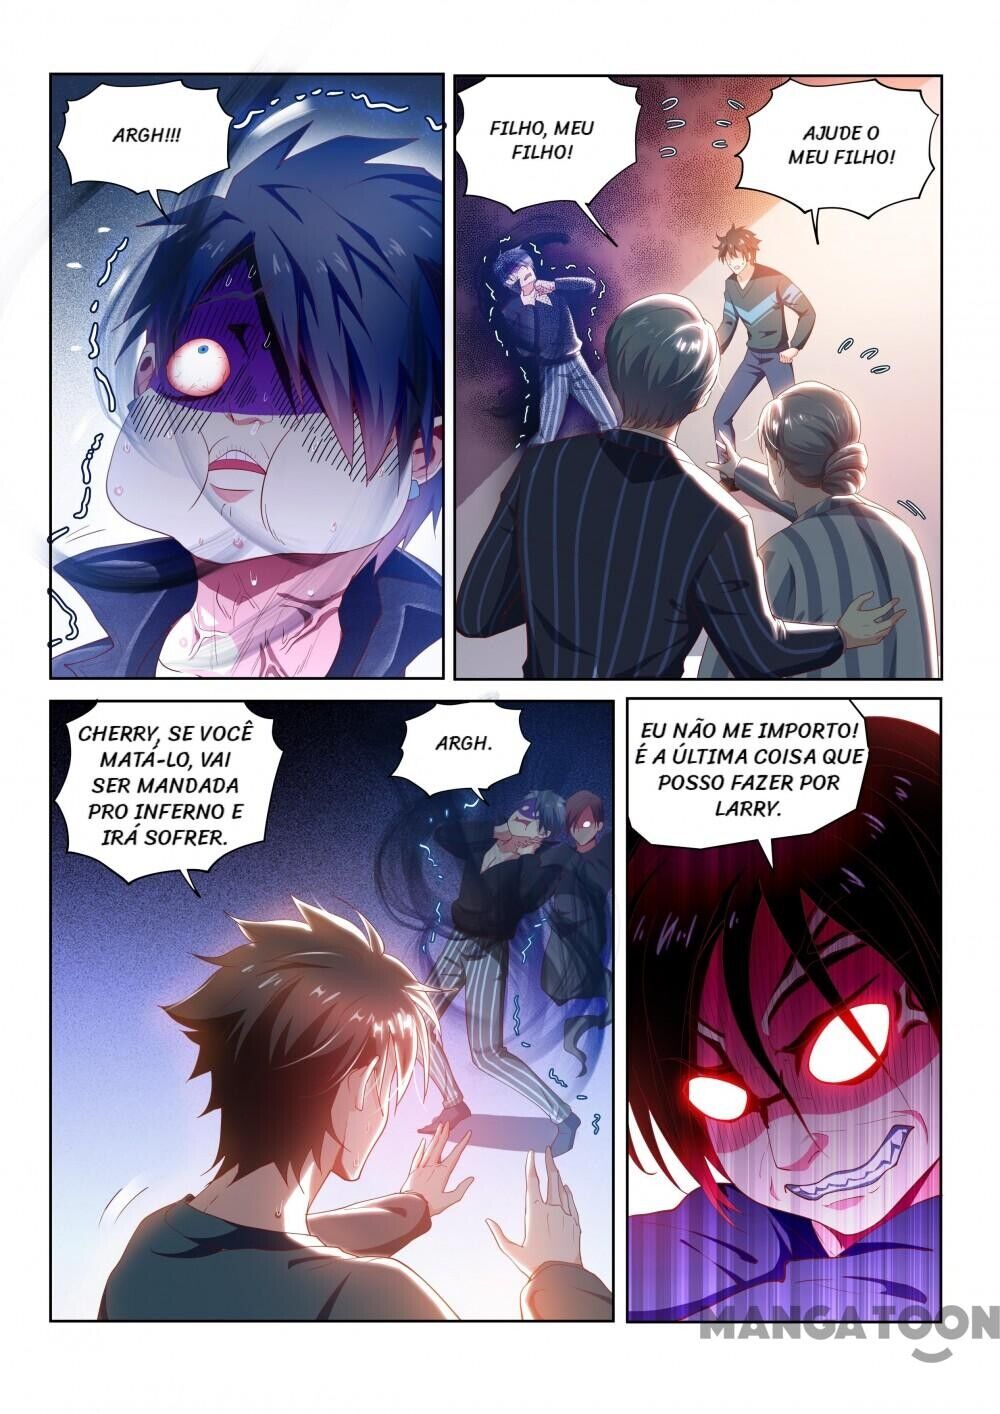 ARGH!!!
FILHO, MEU
FILHO!
AJUDE O
MEU FILHO!
CHERRY, SE VOCÊ
MATÁ-LO, VAI
SER MANDADA
PRO INFERNO E
IRÁ SOFRER.
ARGH.
EU NÃO ME IMPORTO!
É A ÚLTIMA COISA QUE
POSSO FAZER POR
LARRY.
MANGATOON